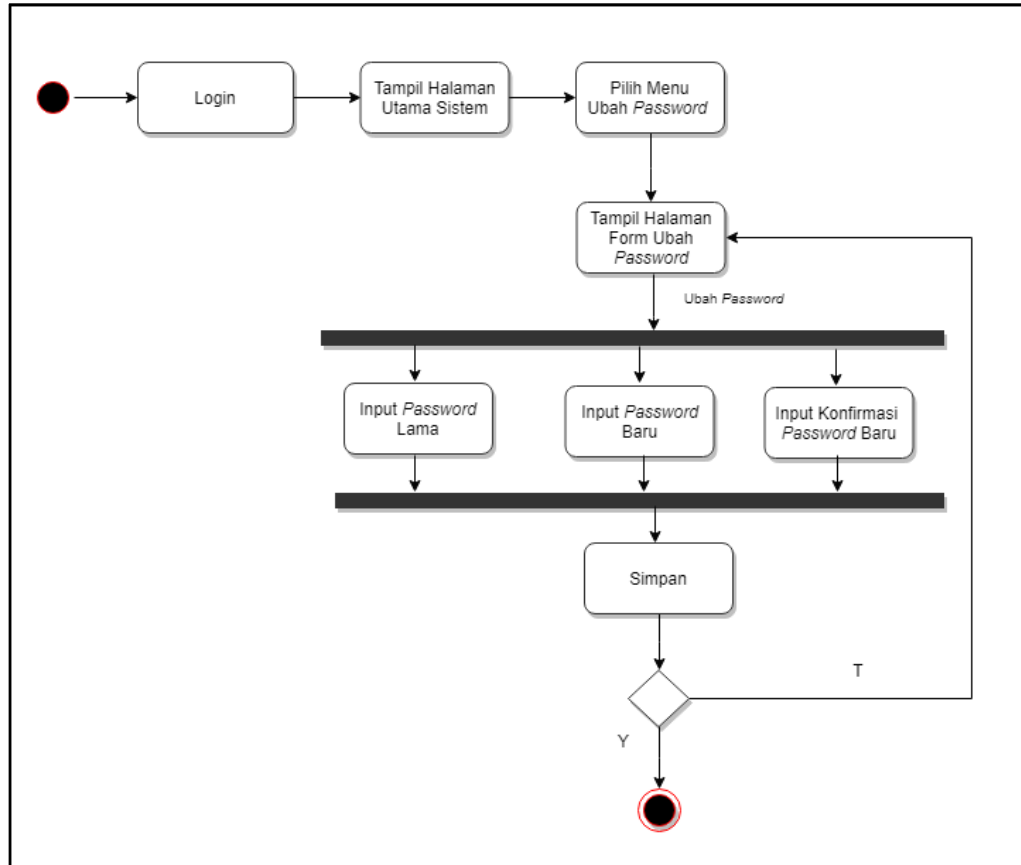 Login
Tampil Halaman
Utama Sistem
Pilih Menu
Ubah Password
Tampil Halaman
Form Ubah
Password
Ubah Password
Input Password
Lama
Input Password
Baru
Input Konfirmasi
Password Baru
Simpan
T
Y